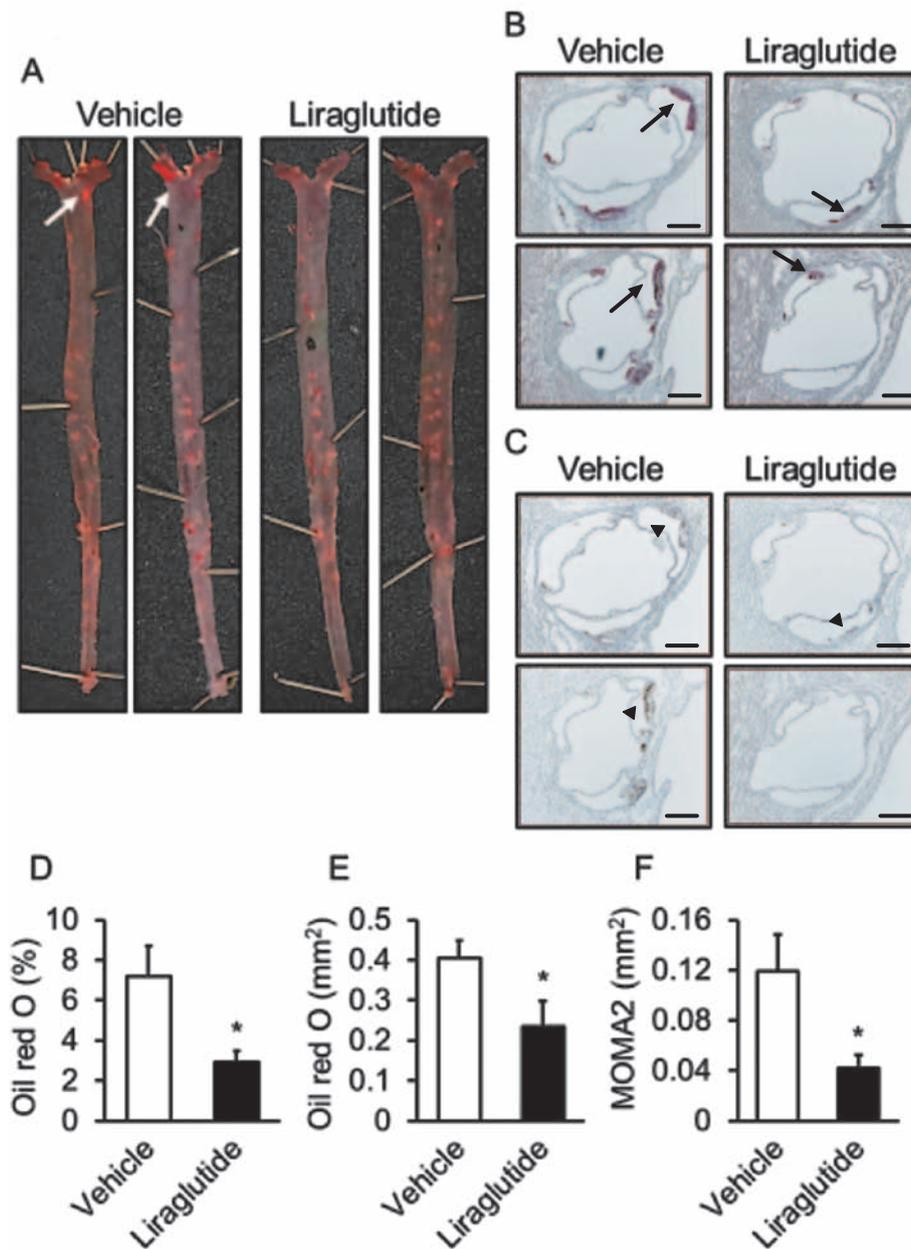 A
Vehicle Liraglutide
B
Vehicle Liraglutide
C
Vehicle Liraglutide
D
Oil red O (%)
10
8
6
4
2
0
*
Vehicle
Liraglutide
E
Oil red O (mm²)
0.5
0.4
0.3
0.2
0.1
0
*
Vehicle
Liraglutide
F
MOMA2 (mm²)
0.16
0.12
0.08
0.04
0
*
Vehicle
Liraglutide